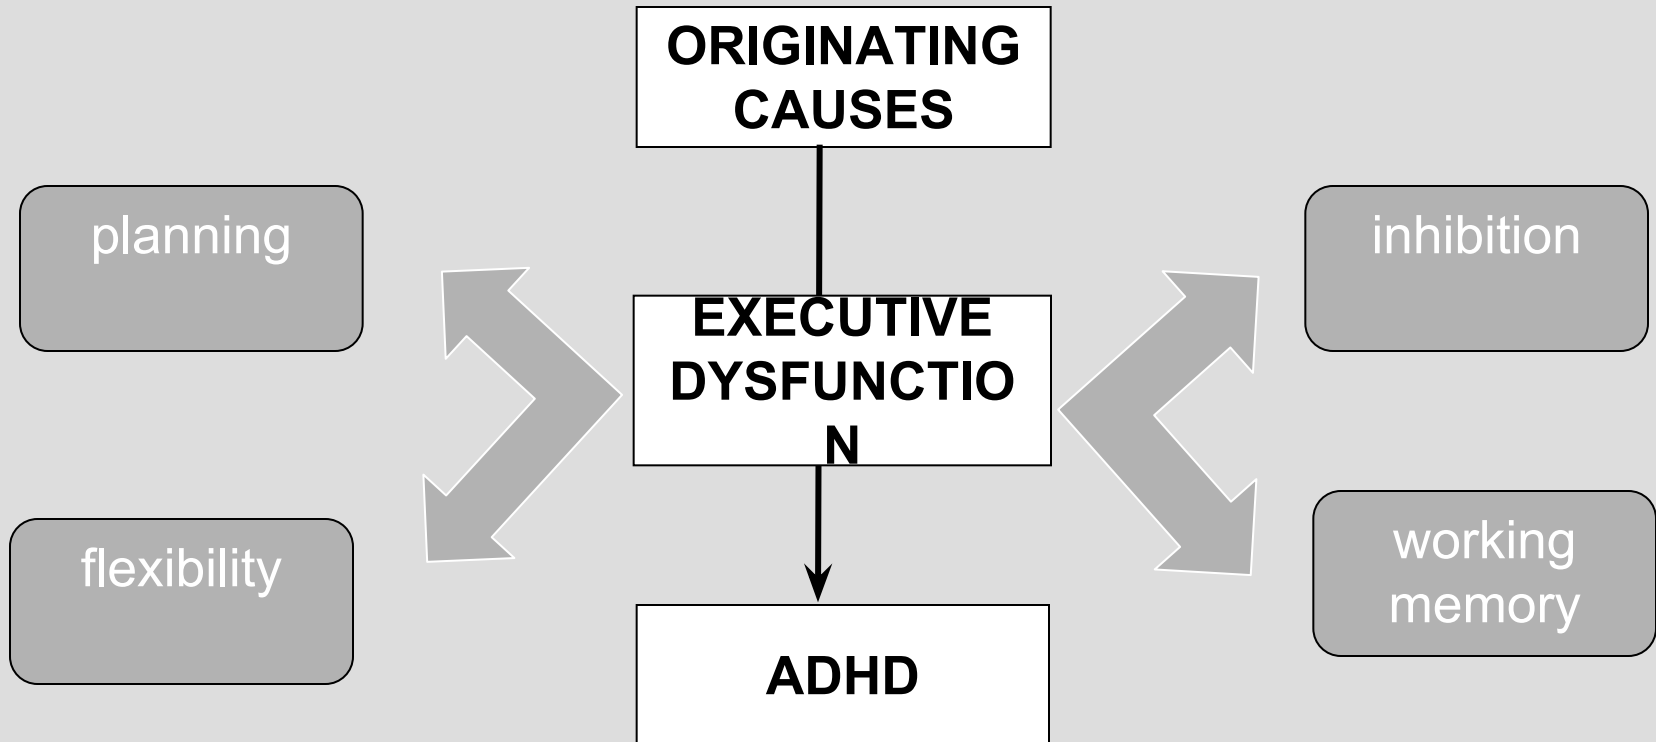 ORIGINATING
CAUSES
planning
inhibition
EXECUTIVE
DYSFUNCTIO
N
flexibility
working
memory
ADHD